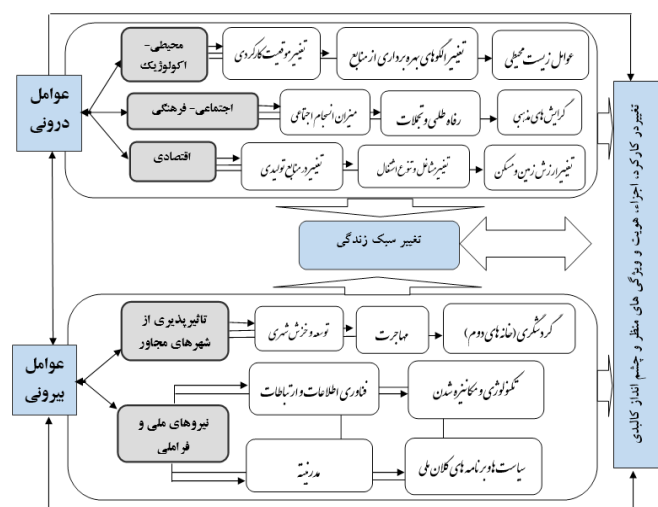 محیطی-
اکولوژیک
تغییر موقعیت کارکردی
تغییر الگوهای بهره برداری از منابع
عوامل زیست محیطی
عوامل
درونی
اجتماعی- فرهنگی
میزان انسجام اجتماعی
رفاه طلبی و تجملات
گرایش های مذهبی
اقتصادی
تغییر در منابع تولیدی
تغییر مشاغل و تنوع اشتغال
تغییر ارزش زمین و مسکن
تغییر سبک زندگی
تغییر در کارکرد، اجزاء، هویت و ویژگی های منظر و چشم انداز کالبدی
عوامل
بیرونی
تاثیرپذیری از
شهرهای مجاور
توسعه و خزش شهری
مهاجرت
گردشگری (خانه های دوم)
نیروهای ملی و
فراملی
فناوری اطلاعات و ارتباطات
تکنولوژی و مکانیزه شدن
مدرنیته
سیاست ها و برنامه های کلان ملی